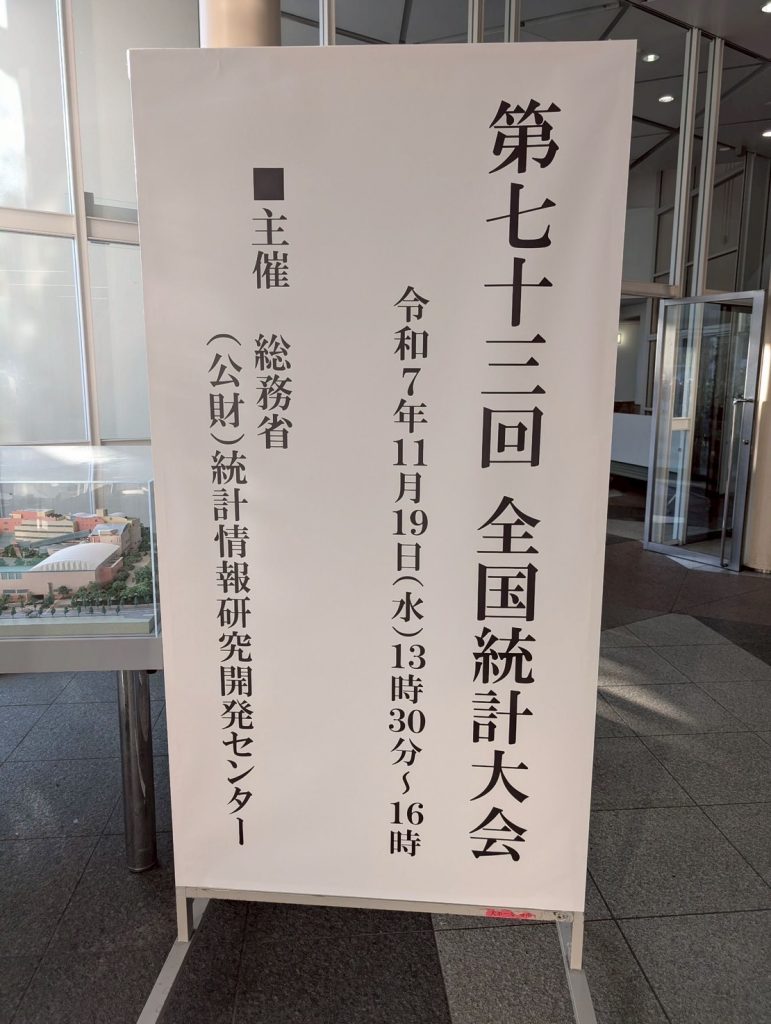 第七十三回 全国統計大会
令和7年11月19日(水)13時30分~16時
■主催 総務省
(公財)統計情報研究開発センター